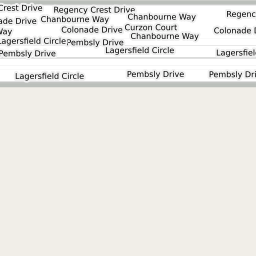 Crest Drive Regency Crest Drive Regenc
ade Drive Chanbourne Way Chanbourne Way
Way Colonade Drive Curzon Court Colonade D
Lagersfield Circle Pembsly Drive Chanbourne Way
Pembsly Drive Lagersfield Circle Lagersfiel
Lagersfield Circle Pembsly Drive Pembsly Dri